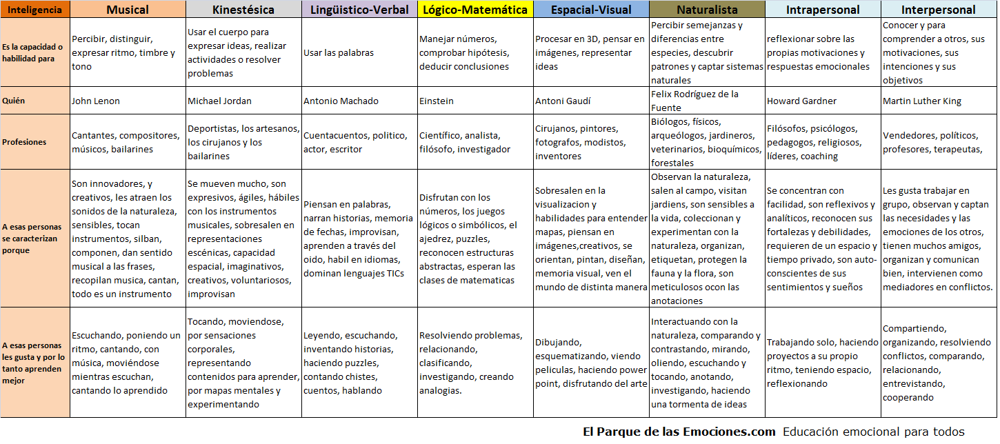 Inteligencia
Musical
Kinestésica
Lingüistico-Verbal
Lógico-Matemática
Espacial-Visual
Naturalista
Intrapersonal
Interpersonal
Es la capacidad o
habilidad para
Percibir, distinguir,
expresar ritmo, timbre y
tono
Usar el cuerpo para
expresar ideas, realizar
actividades o resolver
problemas
Usar las palabras
Manejar números,
comprobar hipótesis,
deducir conclusiones
Procesar en 3D, pensar en
imágenes, representar
ideas
Percibir semejanzas y
diferencias entre
especies, descubrir
patrones y captar sistemas
naturales
reflexionar sobre las
propias motivaciones y
respuestas emocionales
Conocer y para
comprender a otros, sus
motivaciones, sus
intenciones y sus
objetivos
Quién
John Lenon
Michael Jordan
Antonio Machado
Einstein
Antoni Gaudí
Felix Rodríguez de la
Fuente
Howard Gardner
Martin Luther King
Profesiones
Cantantes, compositores,
músicos, bailarines
Deportistas, los artesanos,
los cirujanos y los
bailarines
Cuentacuentos, politico,
actor, escritor
Científico, analista,
filósofo, investigador
Cirujanos, pintores,
fotografos, modistos,
inventores
Biólogos, físicos,
arqueólogos, jardineros,
veterinarios, bioquímicos,
forestales
Filósofos, psicólogos,
pedagogos, religiosos,
líderes, coaching
Vendedores, políticos,
profesores, terapeutas,
A esas personas
se caracterizan
porque
Son innovadores, y
creativos, les atraen los
sonidos de la naturaleza,
sensibles, tocan
instrumentos, silban,
componen, dan sentido
musical a las frases,
recopilan musica, cantan,
todo es un instrumento
Se mueven mucho, son
expresivos, ágiles, hábiles
con los instrumentos
musicales, sobresalen en
representaciones
escénicas, capacidad
espacial, imaginativos,
creativos, voluntariosos,
improvisan
Piensan en palabras,
narran historias, memoria
de fechas, improvisan,
aprenden a través del
oido, habil en idiomas,
dominan lenguajes TICs
Disfrutan con los
números, los juegos
lógicos o simbólicos, el
ajedrez, puzzles,
reconocen estructuras
abstractas, esperan las
clases de matematicas
Sobresalen en la
visualizacion y
habilidades para entender
mapas, piensan en
imágenes,creativos, se
orientan, pintan, diseñan,
memoria visual, ven el
mundo de distinta manera
Observan la naturaleza,
salen al campo, visitan
jardiens, son sensibles a
la vida, coleccionan y
experimentan con la
naturaleza, organizan,
etiquetan, protegen la
fauna y la flora, son
meticulosos ocon las
anotaciones
Se concentran con
facilidad, son reflexivos y
analíticos, reconocen sus
fortalezas y debilidades,
requieren de un espacio y
tiempo privado, son auto-
conscientes de sus
sentimientos y sueños
Les gusta trabajar en
grupo, observan y captan
las necesidades y las
emociones de los otros,
tienen muchos amigos,
organizan y comunican
bien, intervienen como
mediadores en conflictos.
A esas personas
les gusta y por lo
tanto aprenden
mejor
Escuchando, poniendo un
ritmo, cantando, con
música, moviéndose
mientras escuchan,
cantando lo aprendido
Tocando, moviendose,
por sensaciones
corporales,
representando
contenidos para aprender,
por mapas mentales y
experimentando
Leyendo, escuchando,
inventando historias,
haciendo puzzles,
contando chistes,
cuentos, hablando
Resolviendo problemas,
relacionando,
clasificando,
investigando, creando
analogias.
Dibujando,
esquematizando, viendo
peliculas, haciendo power
point, disfrutando del arte
Interactuando con la
naturaleza, comparando y
contrastando, mirando,
oliendo, escuchando y
tocando, anotando,
investigando, haciendo
una tormenta de ideas
Trabajando solo, haciendo
proyectos a su propio
ritmo, teniendo espacio,
reflexionando
Compartiendo,
organizando, resolviendo
conflictos, comparando,
relacionando,
entrevistando,
cooperando
El Parque de las Emociones.com Educación emocional para todos